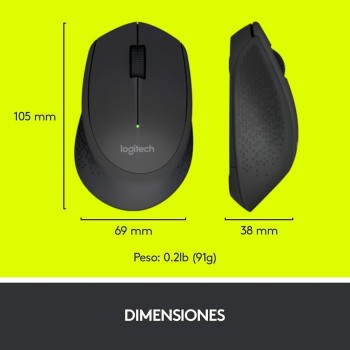 105 mm
logitech
69 mm
38 mm
Peso: 0.2lb (91g)
DIMENSIONES